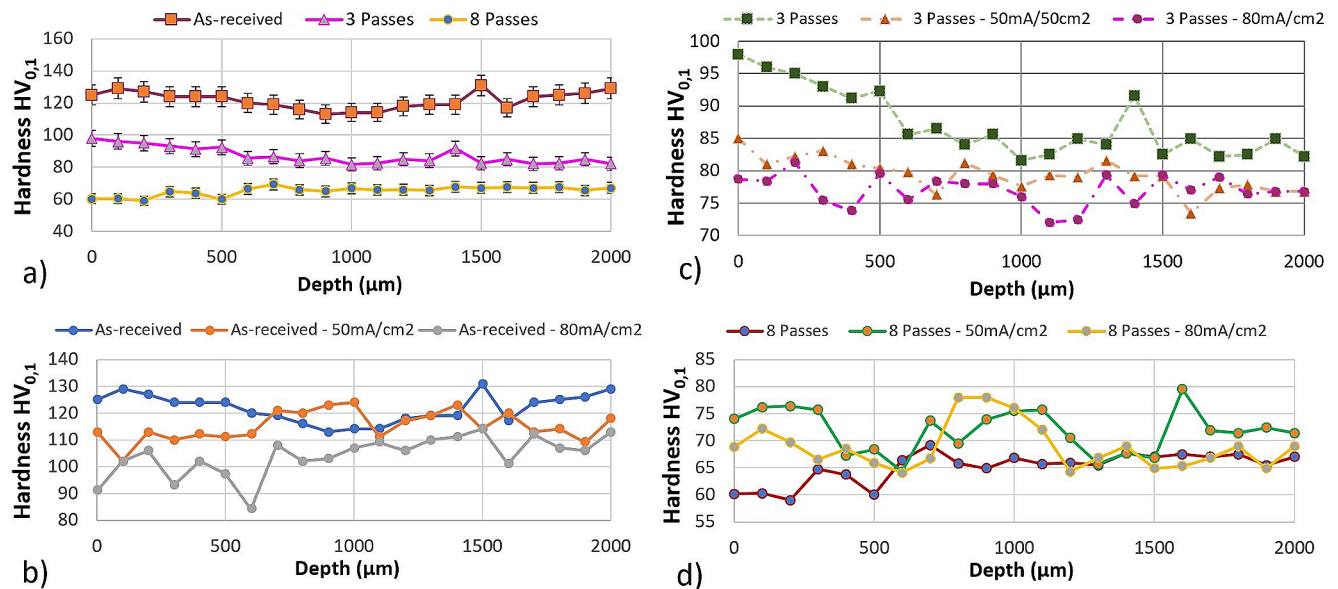 As-received 3 Passes 8 Passes
Hardness HV0,1
160
140
120
100
80
60
40
0 500 1000 1500 2000
Depth (μm)
a)
3 Passes 3 Passes - 50mA/50cm2 3 Passes - 80mA/cm2
Hardness HV0,1
100
95
90
85
80
75
70
0 500 1000 1500 2000
Depth (μm)
c)
As-received As-received - 50mA/cm2 As-received - 80mA/cm2
Hardness HV0,1
140
130
120
110
100
90
80
0 500 1000 1500 2000
Depth (μm)
b)
8 Passes 8 Passes - 50mA/cm2 8 Passes - 80mA/cm2
Hardness HV0,1
85
80
75
70
65
60
55
0 500 1000 1500 2000
Depth (μm)
d)